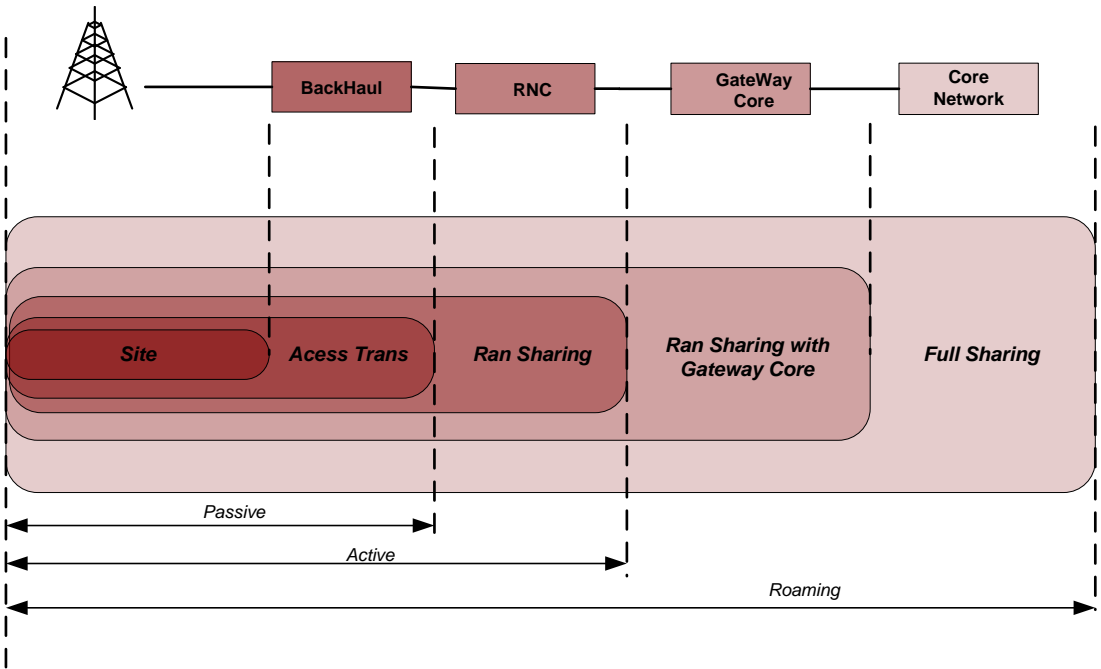 BackHaul
RNC
GateWay
Core
Core
Network
Site
Acess Trans
Ran Sharing
Ran Sharing with
Gateway Core
Full Sharing
Passive
Active
Roaming